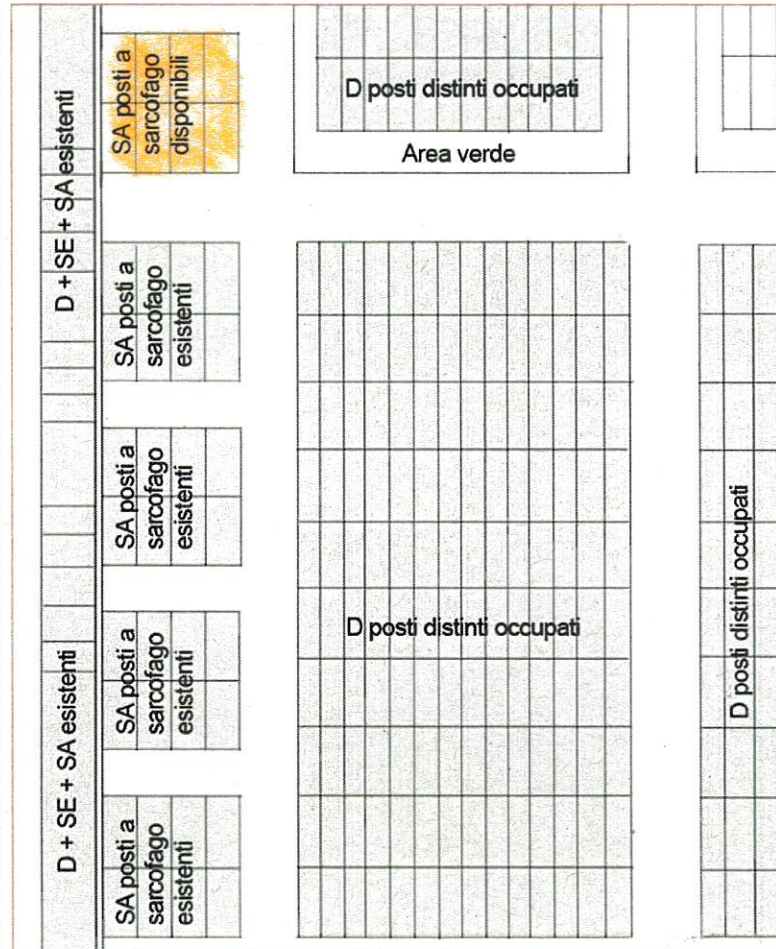 D + SE + SA esistenti
SA posti a
sarcofago
disponibili
D posti distinti occupati
Area verde
SA posti a
sarcofago
esistenti
SA posti a
sarcofago
esistenti
D posti distinti occupati
D posti distinti occupati
D + SE + SA esistenti
SA posti a
sarcofago
esistenti
SA posti a
sarcofago
esistenti